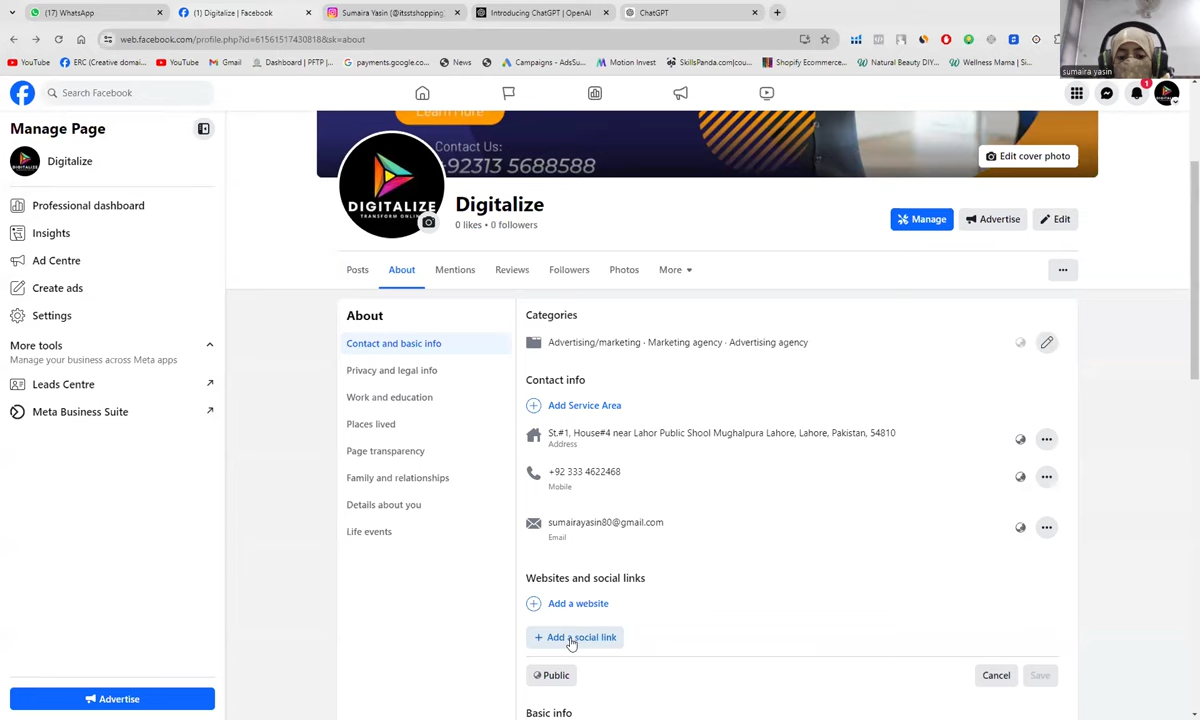 (17) WhatsApp
(1) Digitalize | Facebook
Sumaira Yasin (@itsstshopping
Introducing ChatGPT | OpenAI
ChatGPT
web.facebook.com/profile.php?id=61561517430818&sk=about
YouTube
ERC (Creative domai...
YouTube
Gmail
Dashboard | PFTP |...
payments.google.co...
News
Campaigns - AdsSu...
Motion Invest
SkillsPanda.com|cou...
Shopify Ecommerce...
Natural Beauty DIY...
Wellness Mama | Si...
sumaira yasin
Search Facebook
1
Manage Page
Digitalize
Professional dashboard
Insights
Ad Centre
Create ads
Settings
More tools
Manage your business across Meta apps
Leads Centre
Meta Business Suite
Advertise
Learn More
Contact Us:
+92313 5688588
Edit cover photo
DIGITALIZE
TRANSFORM ONLINE
Digitalize
0 likes • 0 followers
Manage
Advertise
Edit
Posts
About
Mentions
Reviews
Followers
Photos
More
About
Contact and basic info
Privacy and legal info
Work and education
Places lived
Page transparency
Family and relationships
Details about you
Life events
Categories
Advertising/marketing · Marketing agency · Advertising agency
Contact info
Add Service Area
St.#1, House#4 near Lahor Public Shool Mughalpura Lahore, Lahore, Pakistan, 54810
Address
+92 333 4622468
Mobile
sumairayasin80@gmail.com
Email
Websites and social links
Add a website
+ Add a social link
Public
Cancel
Save
Basic info